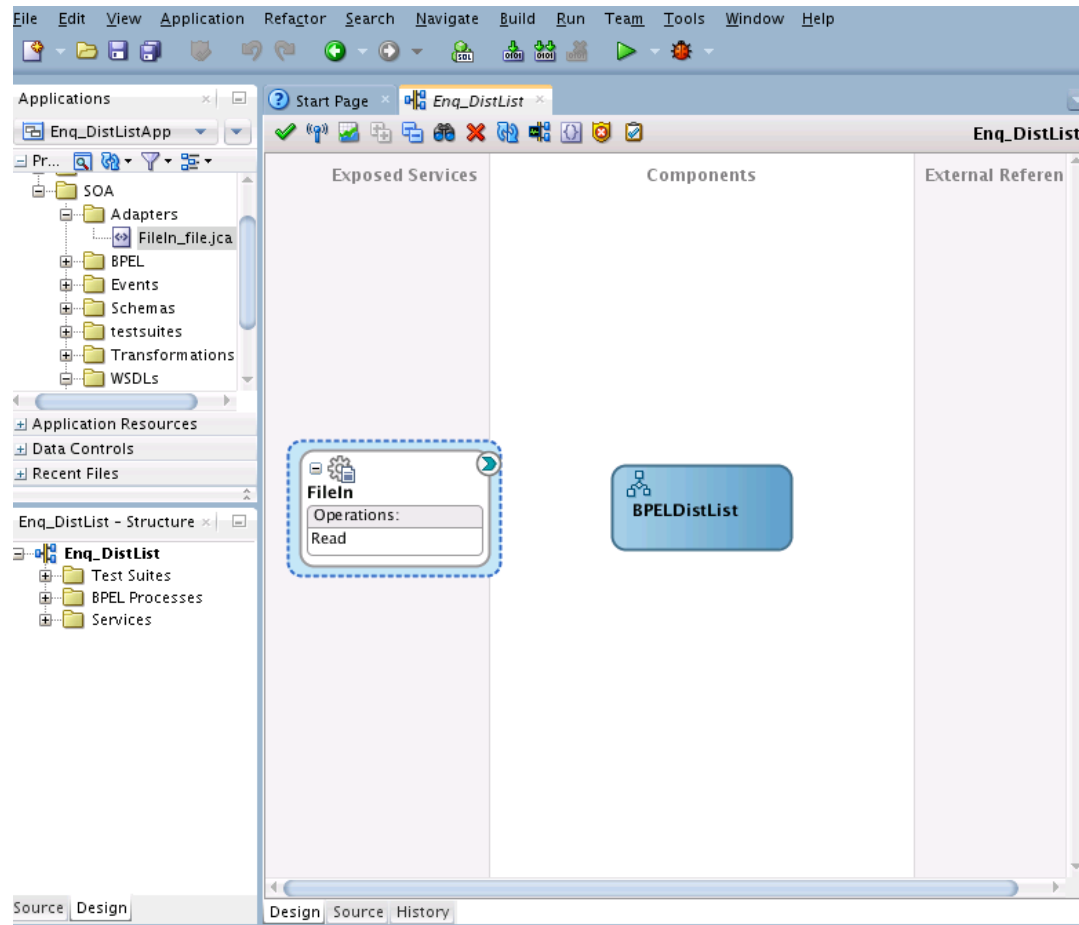 File Edit View Application Refactor Search Navigate Build Run Team Tools Window Help
SQL
Applications
Start Page
Enq_DistList
Enq_DistListApp
Enq_DistList
Pr...
SOA
Adapters
FileIn_file.jca
BPEL
Events
Schemas
testsuites
Transformations
WSDLs
Application Resources
Data Controls
Recent Files
Enq_DistList - Structure
Enq_DistList
Test Suites
BPEL Processes
Services
Source Design
Exposed Services
Components
External Referen
FileIn
Operations:
Read
BPELDistList
Design Source History